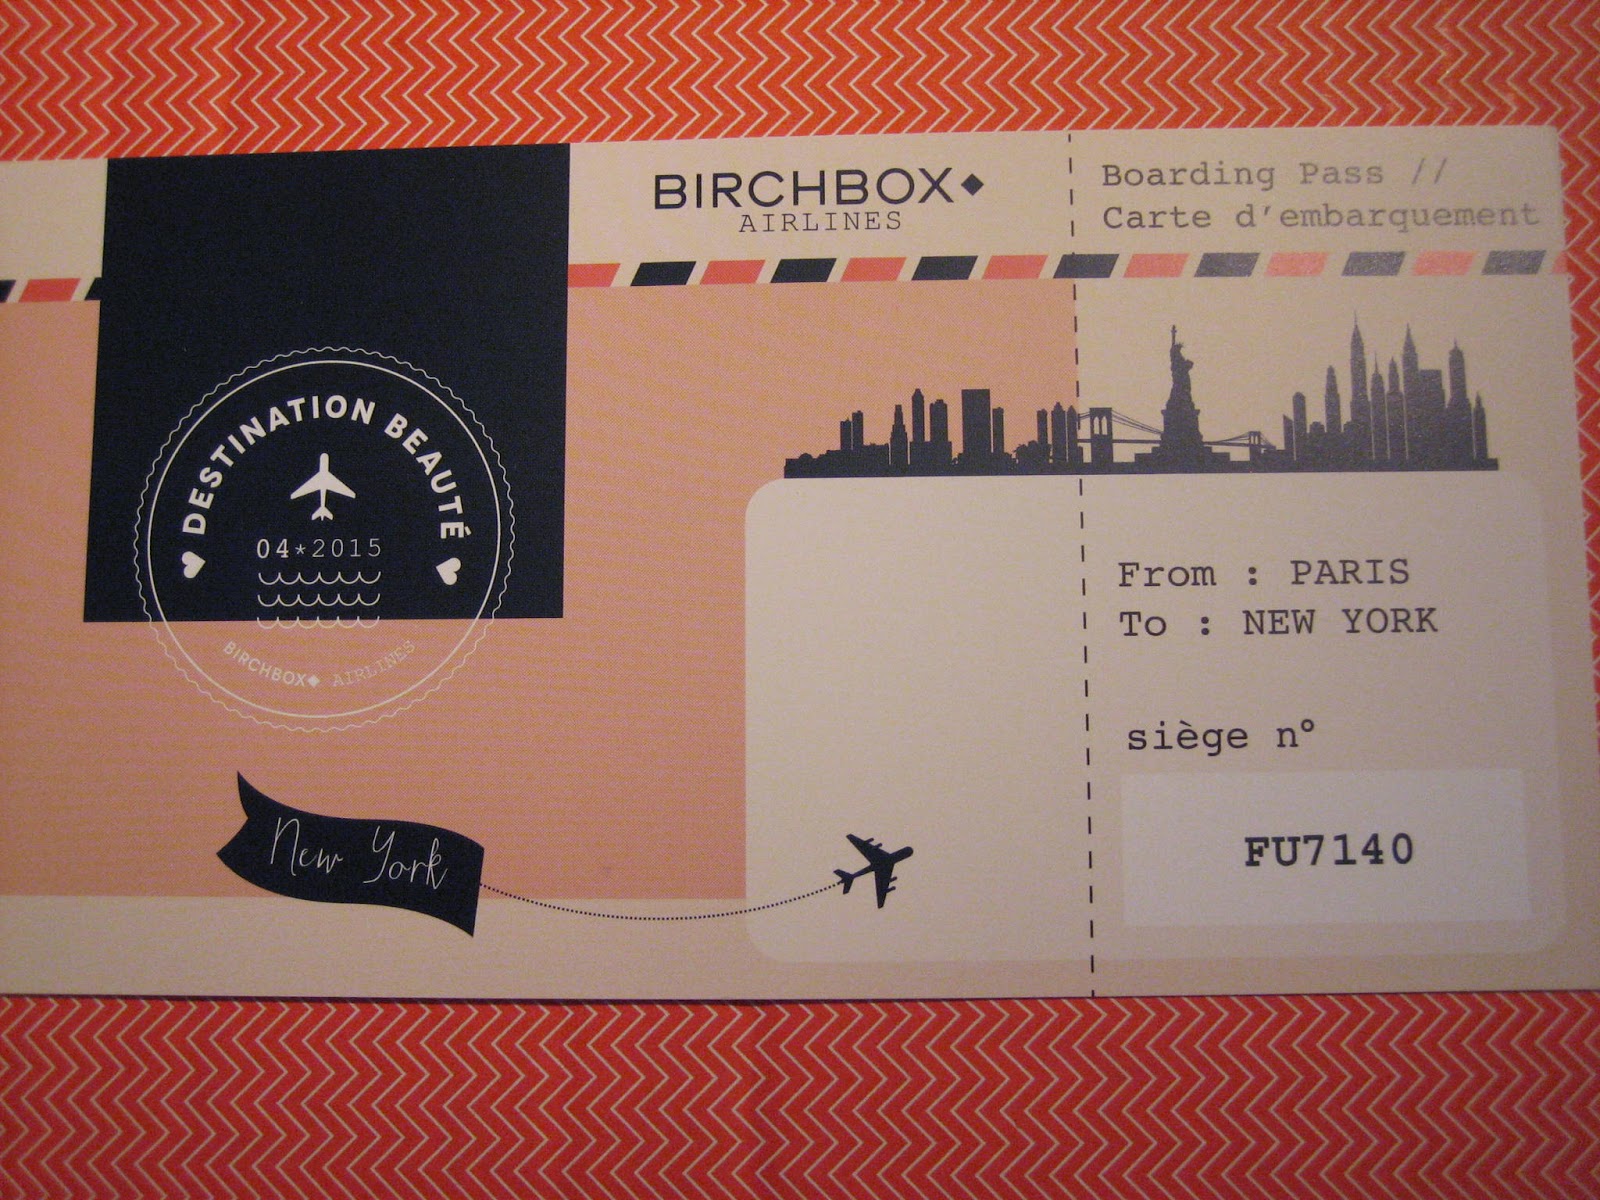 BIRCHBOX
AIRLINES
Boarding Pass //
Carte d'embarquement
DESTINATION BEAUTÉ
04*2015
BIRCHBOX AIRLINES
New York
From : PARIS
To : NEW YORK
siège n°
FU7140